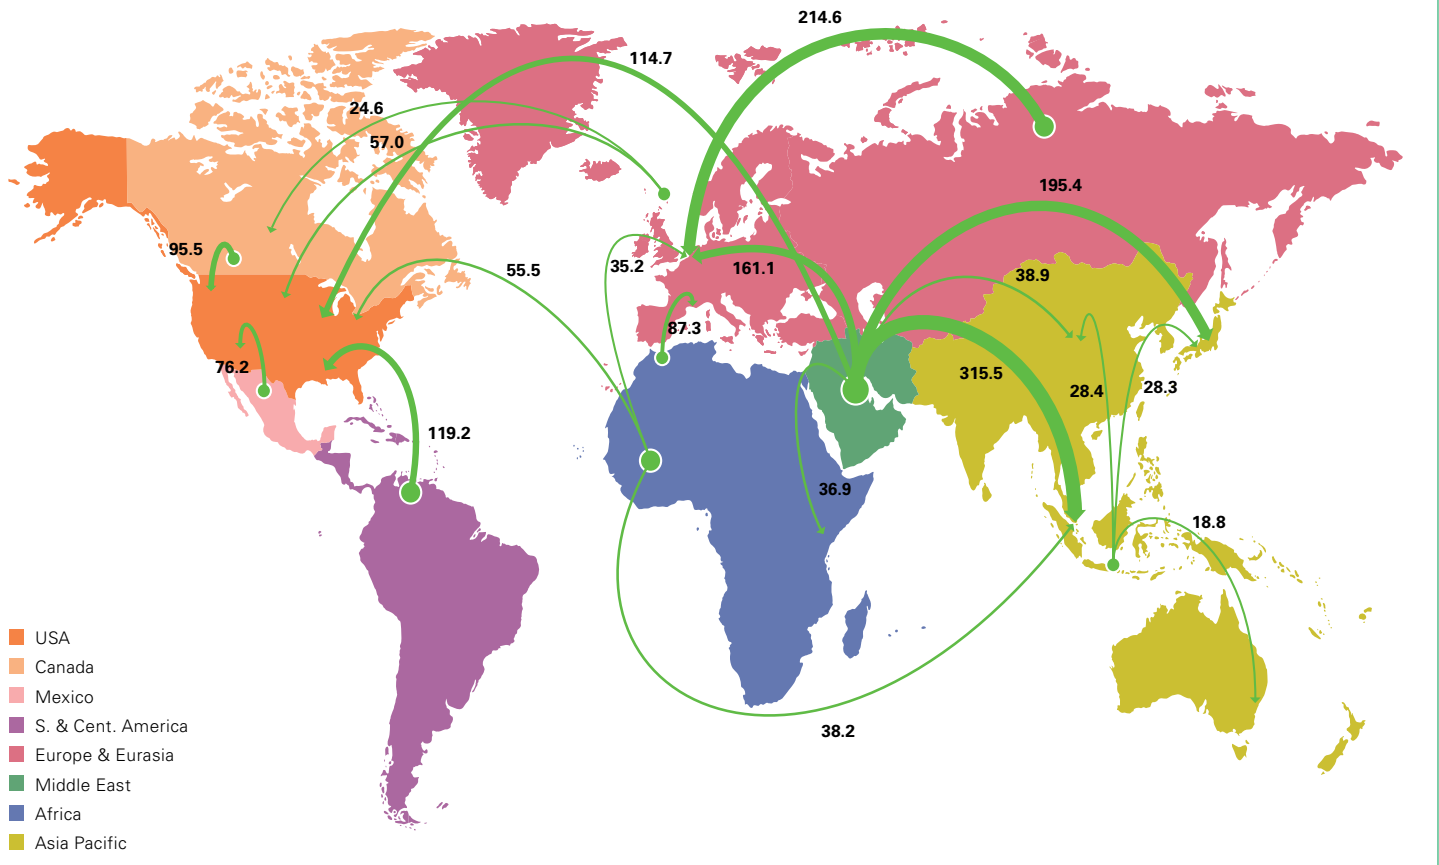 214.6
114.7
24.6
57.0
195.4
95.5
55.5
35.2
161.1
38.9
87.3
76.2
315.5
28.4
28.3
119.2
36.9
18.8
38.2
USA
Canada
Mexico
S. & Cent. America
Europe & Eurasia
Middle East
Africa
Asia Pacific